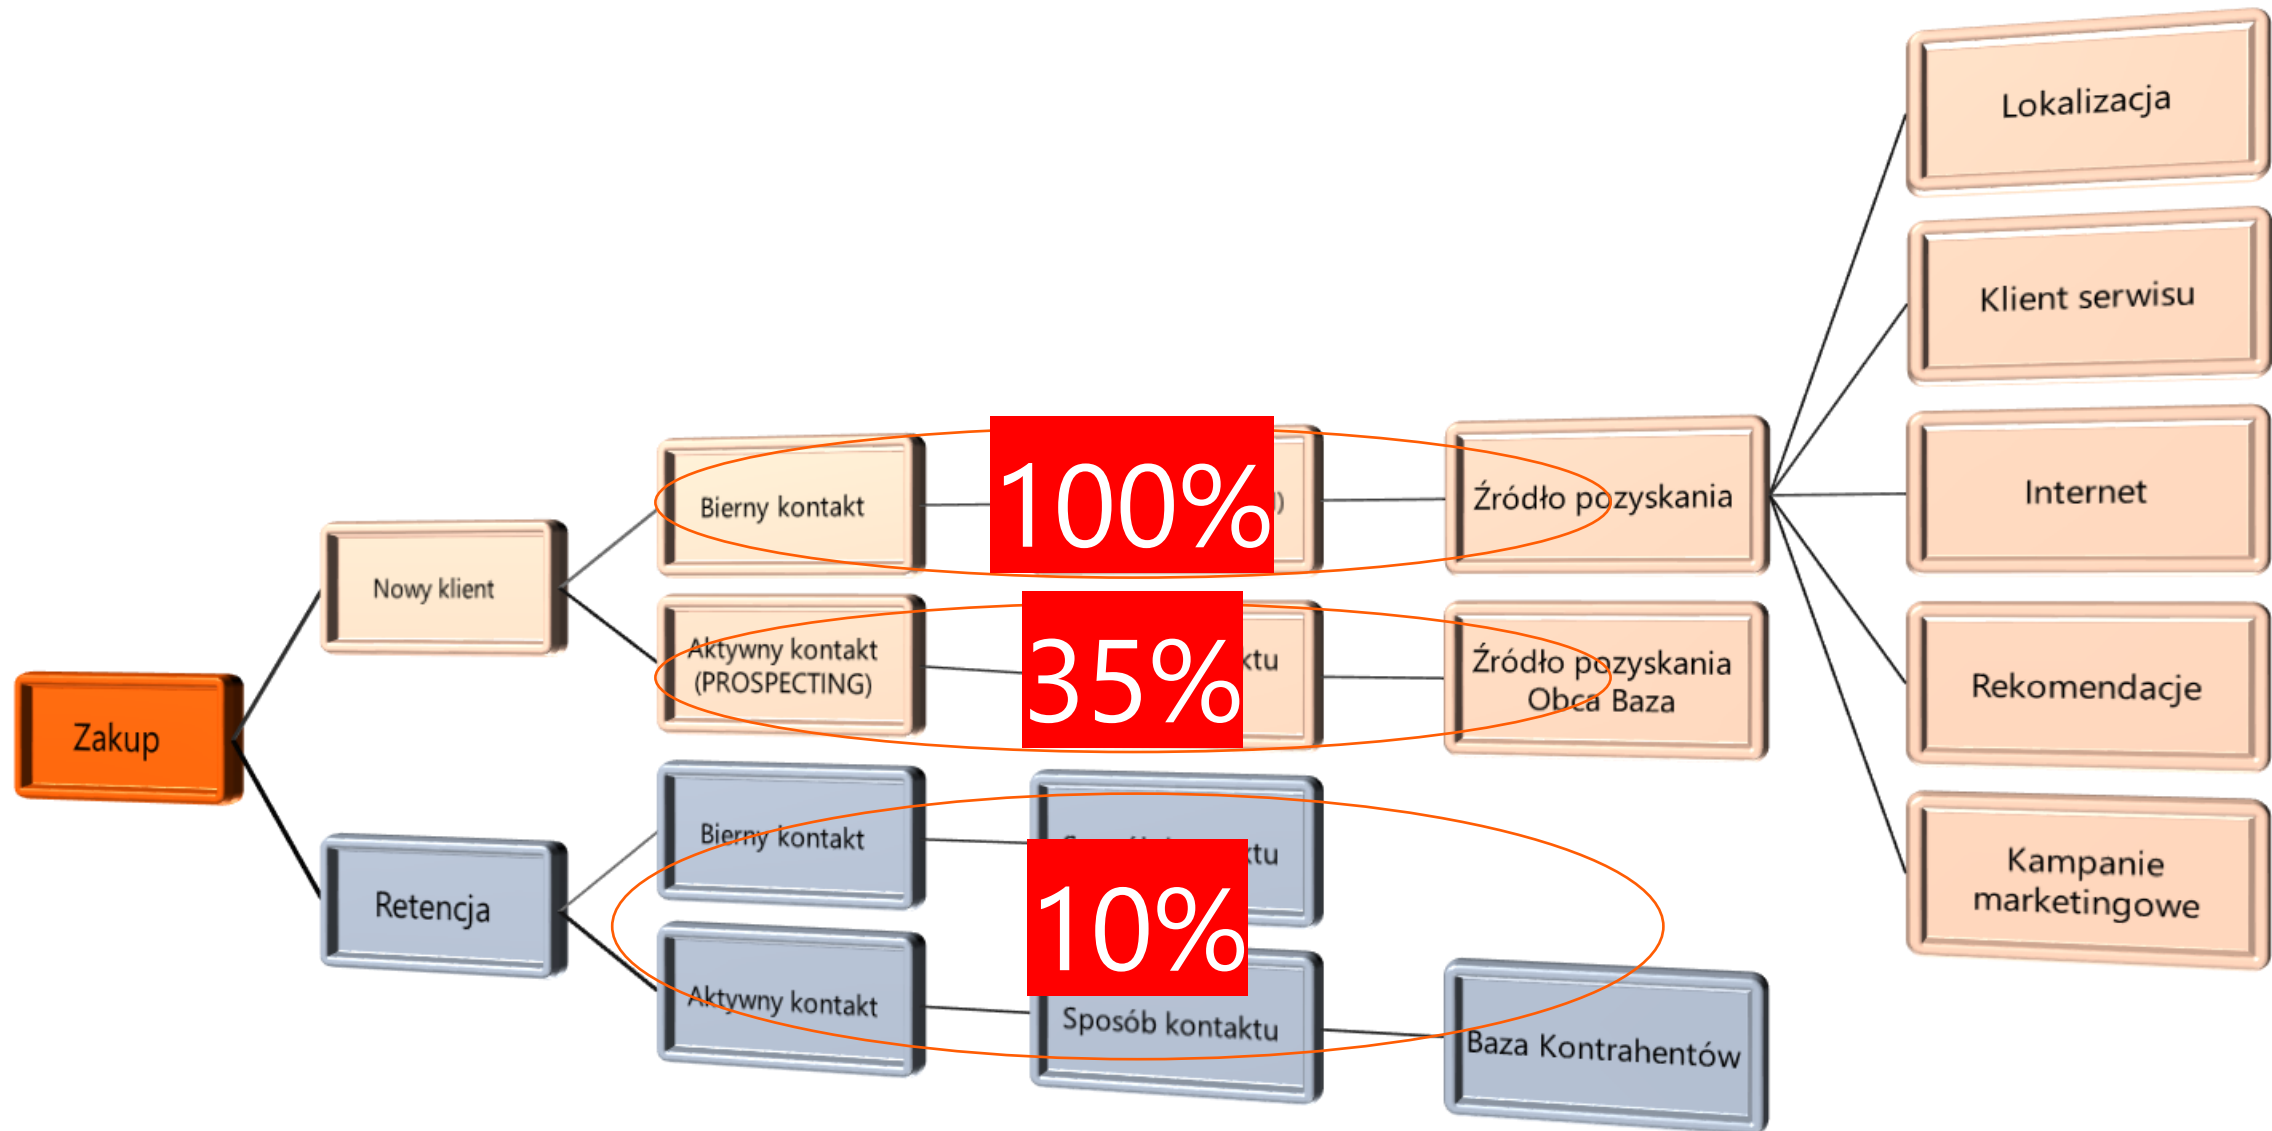 Lokalizacja
Klient serwisu
Internet
Rekomendacje
Kampanie
marketingowe
Zakup
Nowy klient
Retencja
Bierny kontakt
100%
Źródło pozyskania
Aktywny kontakt
(PROSPECTING)
35%
Źródło pozyskania
Obca Baza
Bierny kontakt
10%
Aktywny kontakt
Sposób kontaktu
Baza Kontrahentów